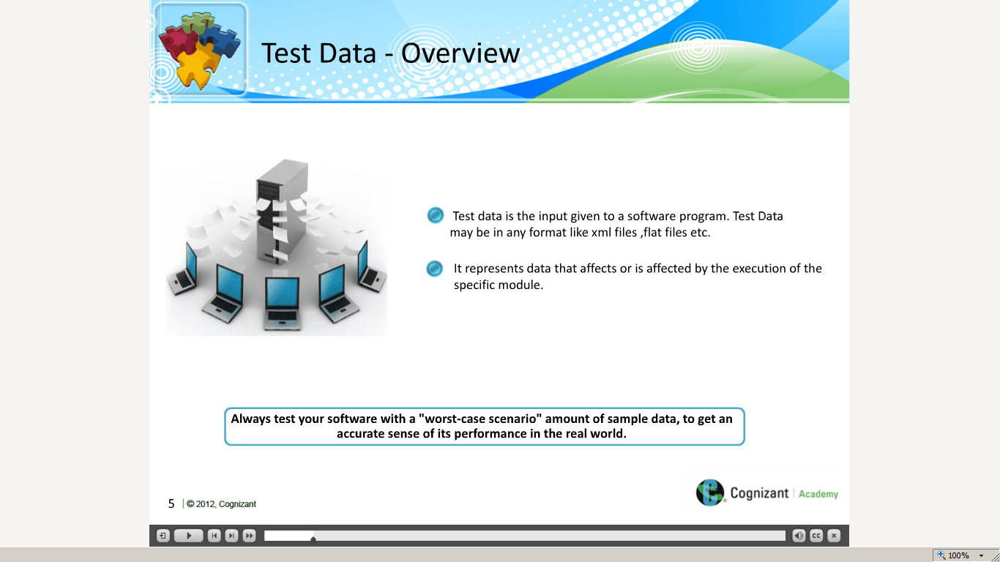 Test Data - Overview
Test data is the input given to a software program. Test Data
may be in any format like xml files ,flat files etc.
It represents data that affects or is affected by the execution of the
specific module.
Always test your software with a "worst-case scenario" amount of sample data, to get an
accurate sense of its performance in the real world.
5 | © 2012, Cognizant
Cognizant | Academy
CC
100%